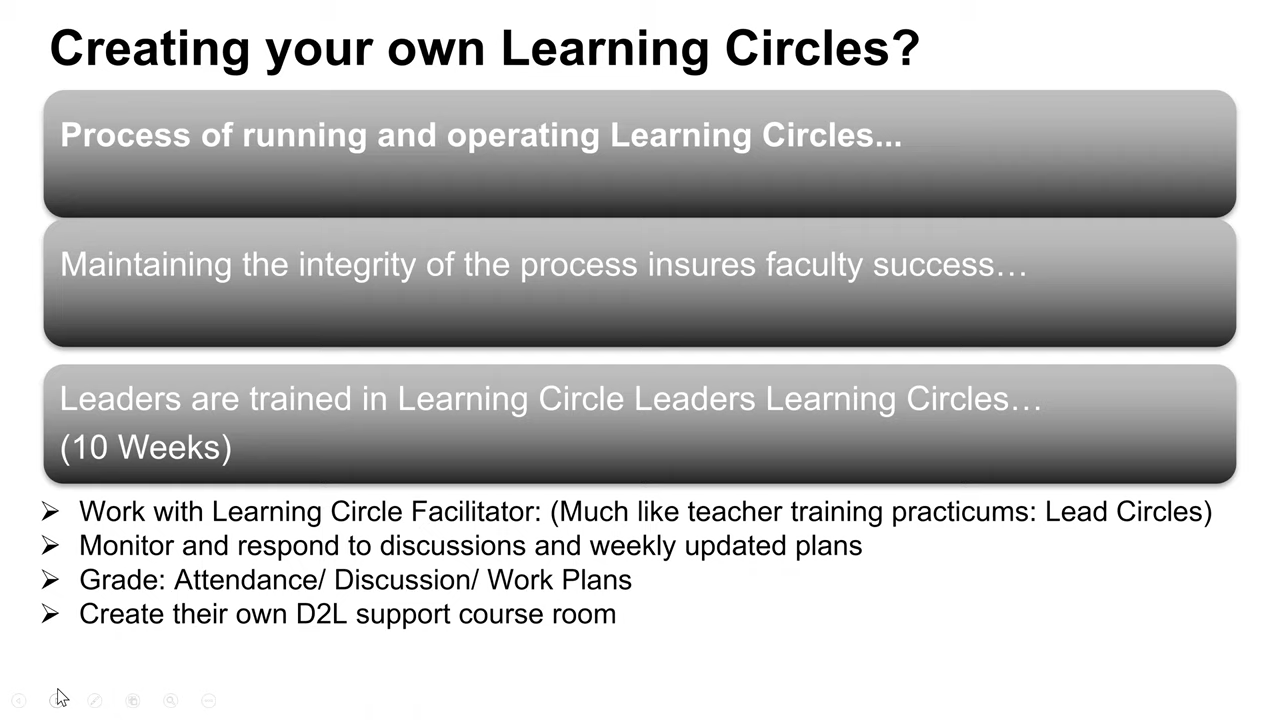 Creating your own Learning Circles?
Process of running and operating Learning Circles...
Maintaining the integrity of the process insures faculty success…
Leaders are trained in Learning Circle Leaders Learning Circles…
(10 Weeks)
➢ Work with Learning Circle Facilitator: (Much like teacher training practicums: Lead Circles)
➢ Monitor and respond to discussions and weekly updated plans
➢ Grade: Attendance/ Discussion/ Work Plans
➢ Create their own D2L support course room